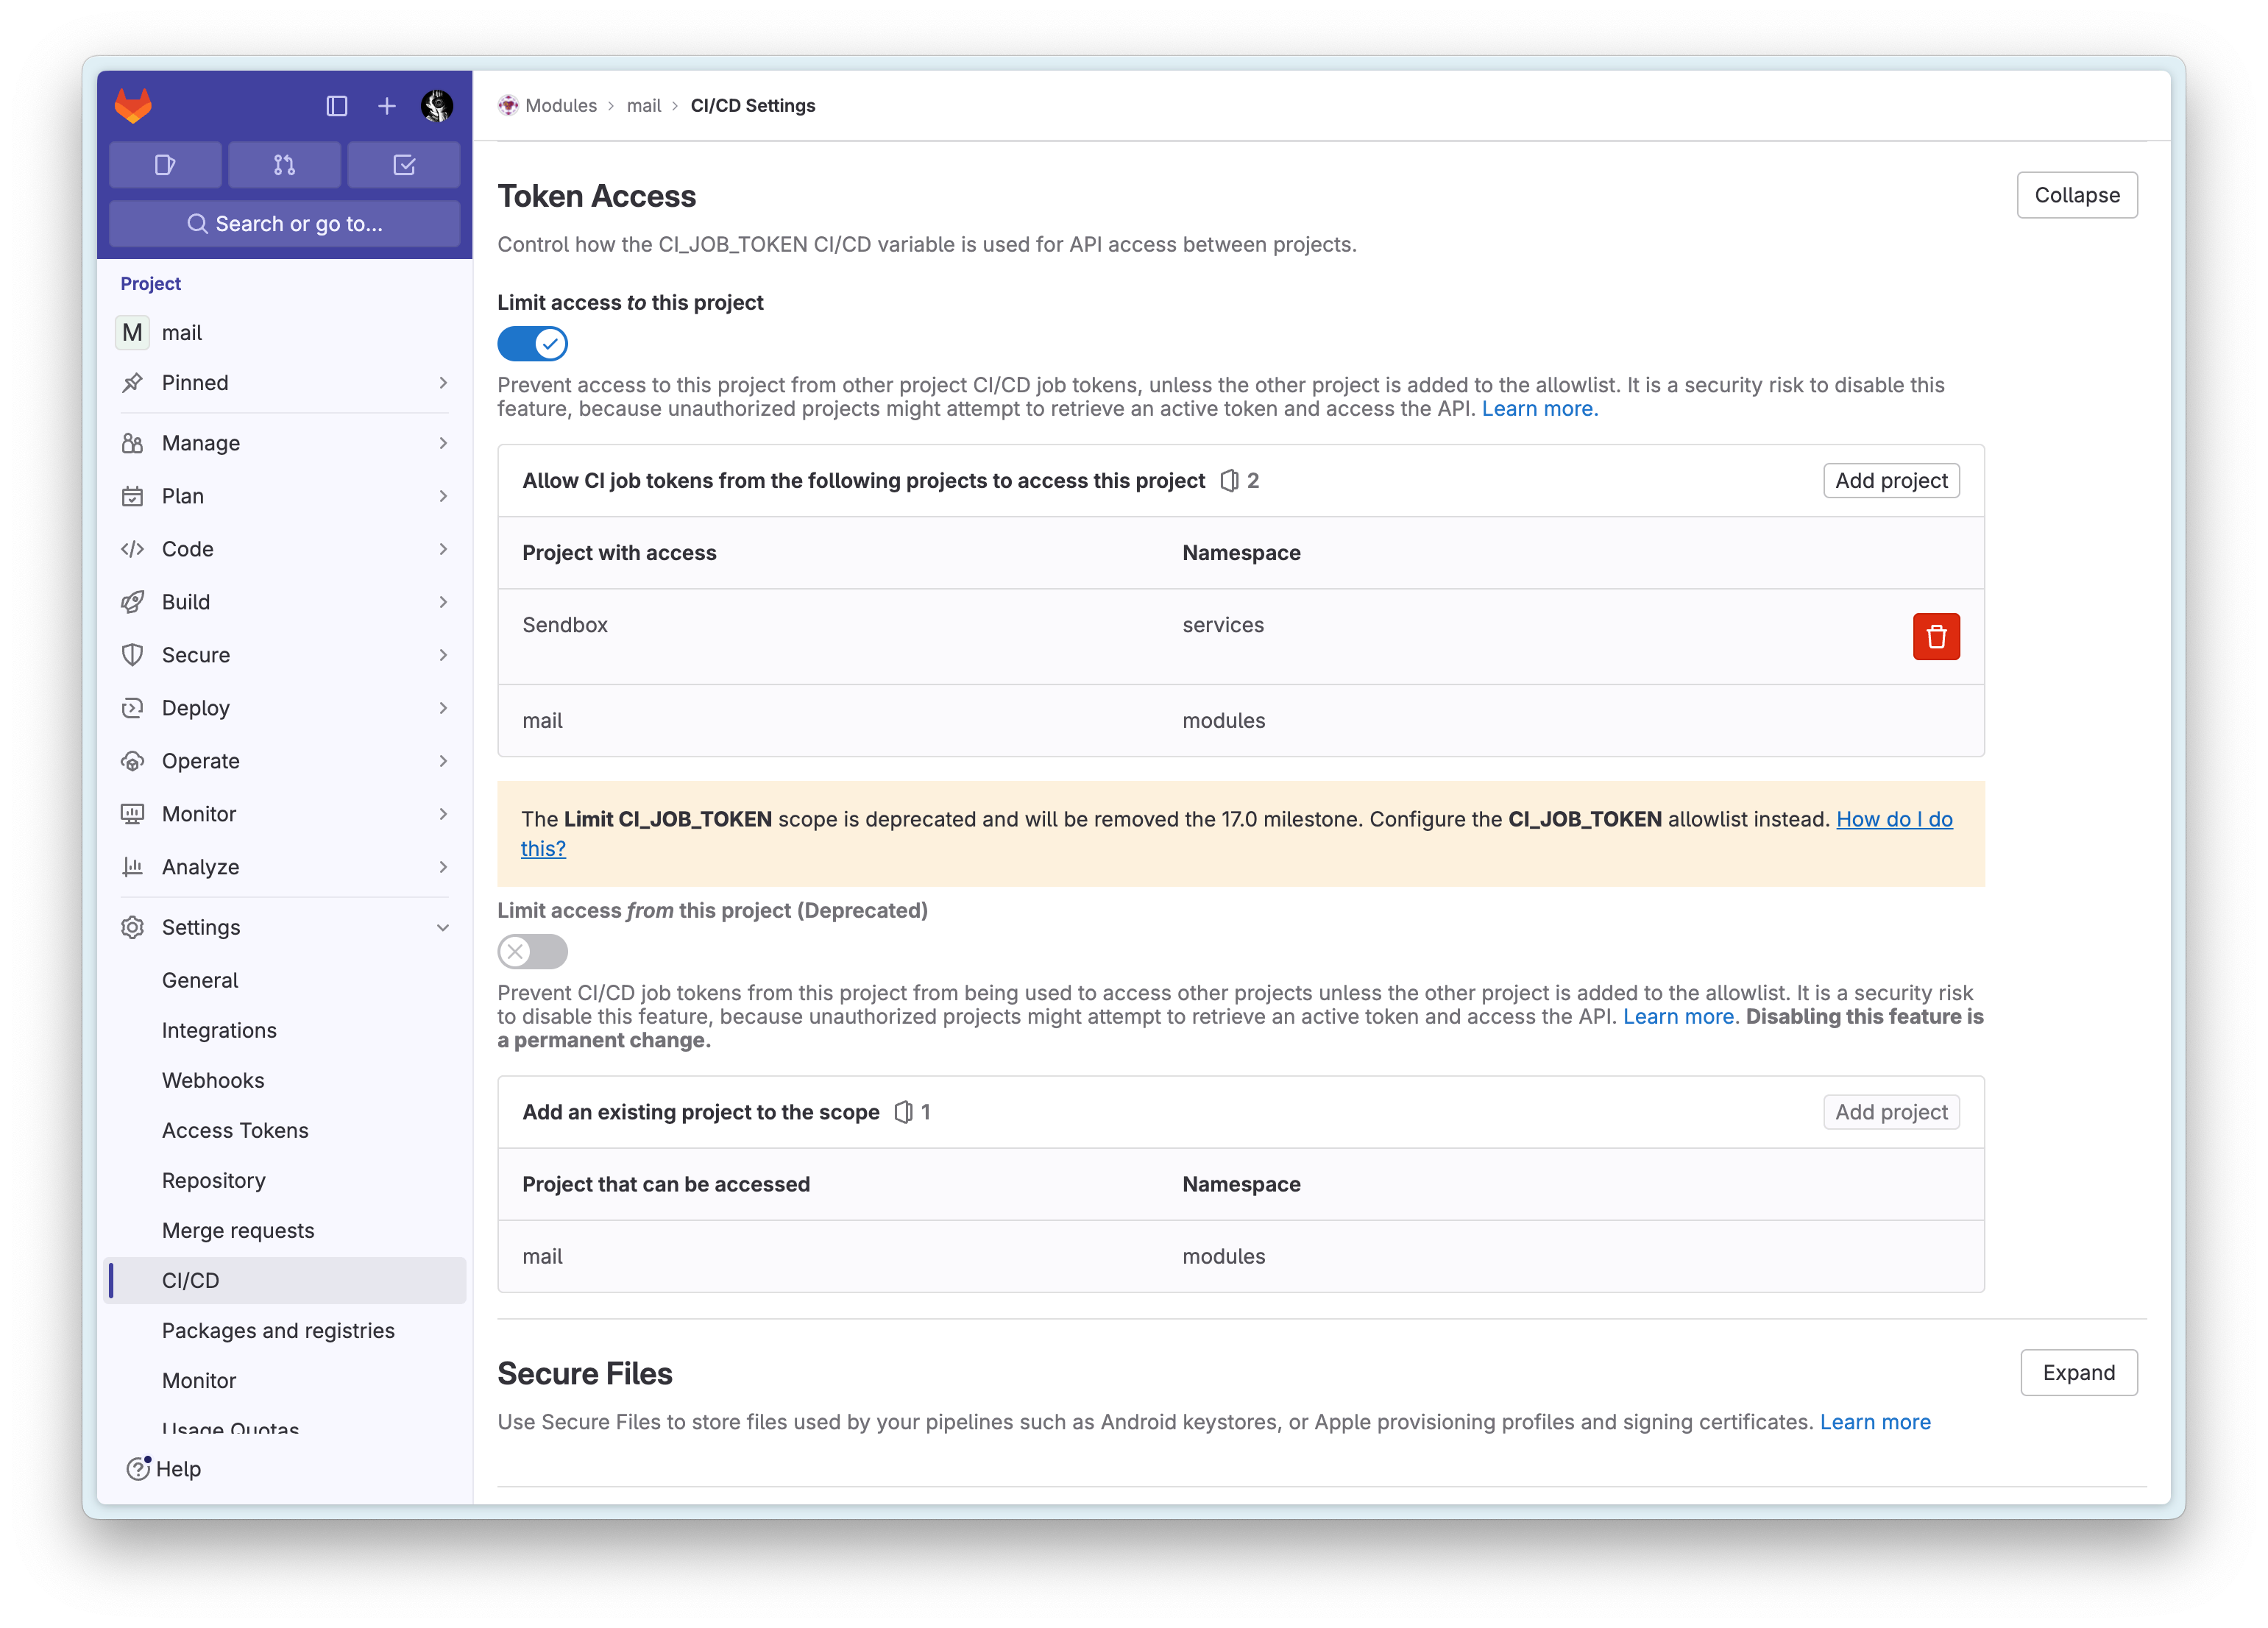 Search or go to...
Project
M mail
Pinned
Manage
Plan
Code
Build
Secure
Deploy
Operate
Monitor
Analyze
Settings
General
Integrations
Webhooks
Access Tokens
Repository
Merge requests
CI/CD
Packages and registries
Monitor
Usage Quotas
Help
Modules > mail > CI/CD Settings
Token Access
Collapse
Control how the CI_JOB_TOKEN CI/CD variable is used for API access between projects.
Limit access to this project
Prevent access to this project from other project CI/CD job tokens, unless the other project is added to the allowlist. It is a security risk to disable this
feature, because unauthorized projects might attempt to retrieve an active token and access the API. Learn more.
Allow CI job tokens from the following projects to access this project 2
Add project
Project with access Namespace
Sendbox services
mail modules
The Limit CI_JOB_TOKEN scope is deprecated and will be removed the 17.0 milestone. Configure the CI_JOB_TOKEN allowlist instead. How do I do
this?
Limit access from this project (Deprecated)
Prevent CI/CD job tokens from this project from being used to access other projects unless the other project is added to the allowlist. It is a security risk
to disable this feature, because unauthorized projects might attempt to retrieve an active token and access the API. Learn more. Disabling this feature is
a permanent change.
Add an existing project to the scope 1
Add project
Project that can be accessed Namespace
mail modules
Secure Files
Expand
Use Secure Files to store files used by your pipelines such as Android keystores, or Apple provisioning profiles and signing certificates. Learn more